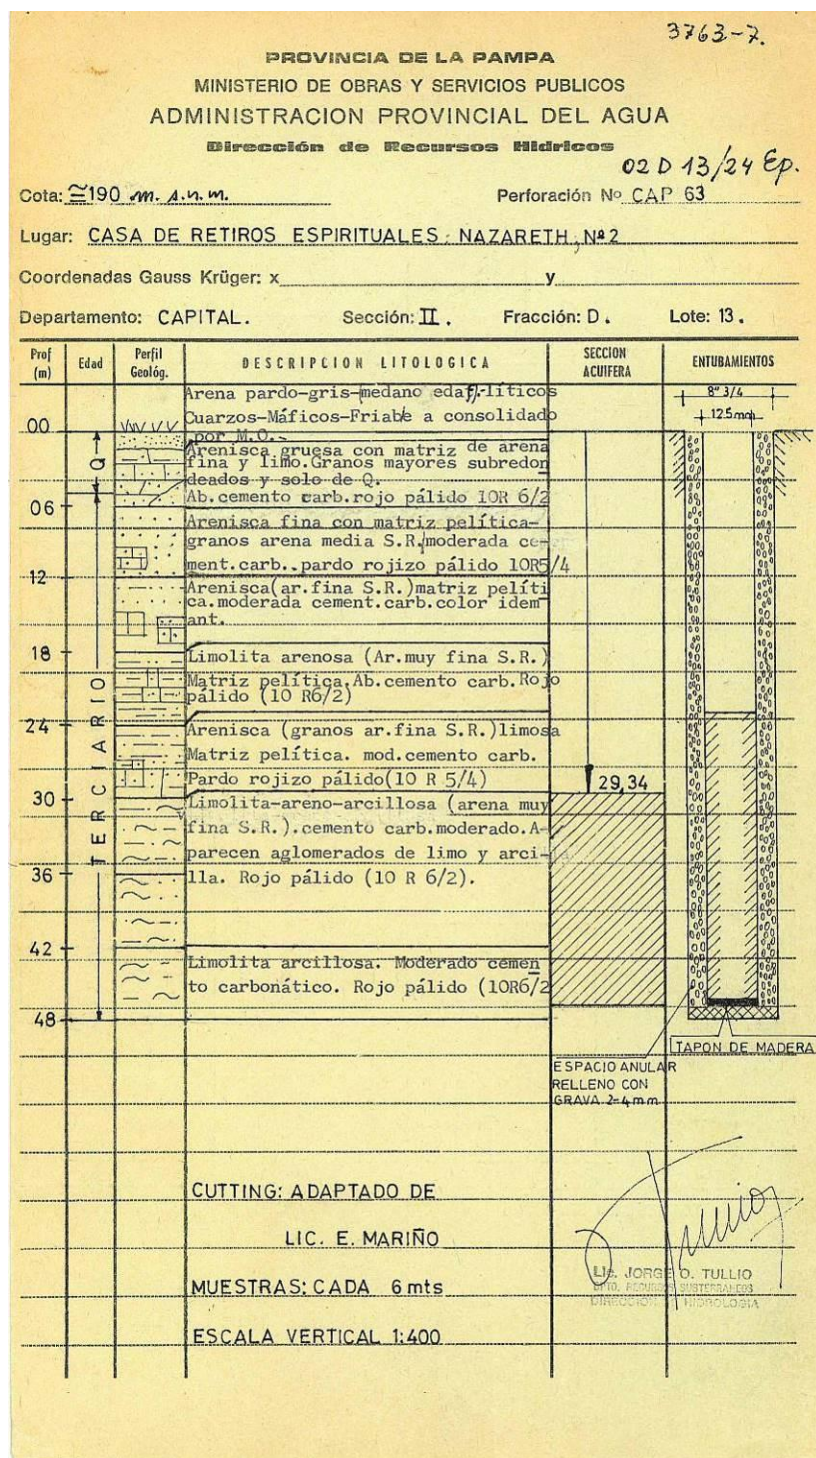 3763-7.
PROVINCIA DE LA PAMPA
MINISTERIO DE OBRAS Y SERVICIOS PUBLICOS
ADMINISTRACION PROVINCIAL DEL AGUA
Dirección de Recursos Hidricos
02 D 13/24 Ep.
Cota: ≅190 m. s.n.m. Perforación Nº CAP 63
Lugar: CASA DE RETIROS ESPIRITUALES: NAZARETH, Nº2
Coordenadas Gauss Krüger: x y
Departamento: CAPITAL. Sección: II. Fracción: D. Lote: 13.
Prof (m) Edad Perfil Geológ. DESCRIPCION LITOLOGICA SECCION ACUIFERA ENTUBAMIENTOS
Arena pardo-gris-medano edaf.-líticos
Cuarzos-Máficos-Friable a consolidado
por M.O.-
8" 3/4
125mm
00
06
12
18
24
30
36
42
48
Q
TERCIARIO
Arenisca gruesa con matriz de arena
fina y limo.Granos mayores subredon
deados y solo de Q.
Ab.cemento carb.rojo pálido 10R 6/2
Arenisca fina con matriz pelítica-
granos arena media S.R.moderada ce-
ment.carb..pardo rojizo pálido 10R5/4
Arenisca(ar.fina S.R.)matriz pelíti
ca.moderada cement.carb.color idem
ant.
Limolita arenosa (Ar.muy fina S.R.)
Matriz pelítica.Ab.cemento carb.Rojo
pálido (10 R6/2)
Arenisca (granos ar.fina S.R.)limosa
Matriz pelítica. mod.cemento carb.
Pardo rojizo pálido(10 R 5/4)
29,34
Limolita-areno-arcillosa (arena muy
fina S.R.).cemento carb.moderado.A-
parecen aglomerados de limo y arci-
lla. Rojo pálido (10 R 6/2).
Limolita arcillosa. Moderado cemen
to carbonático. Rojo pálido (10R6/2
TAPON DE MADERA
ESPACIO ANULAR
RELLENO CON
GRAVA 2-4mm
CUTTING: ADAPTADO DE
LIC. E. MARIÑO
MUESTRAS: CADA 6 mts
ESCALA VERTICAL 1:400
Lic. JORGE O. TULLIO
DPTO. RECURSOS SUBTERRANEOS
DIRECCION HIDROLOGIA